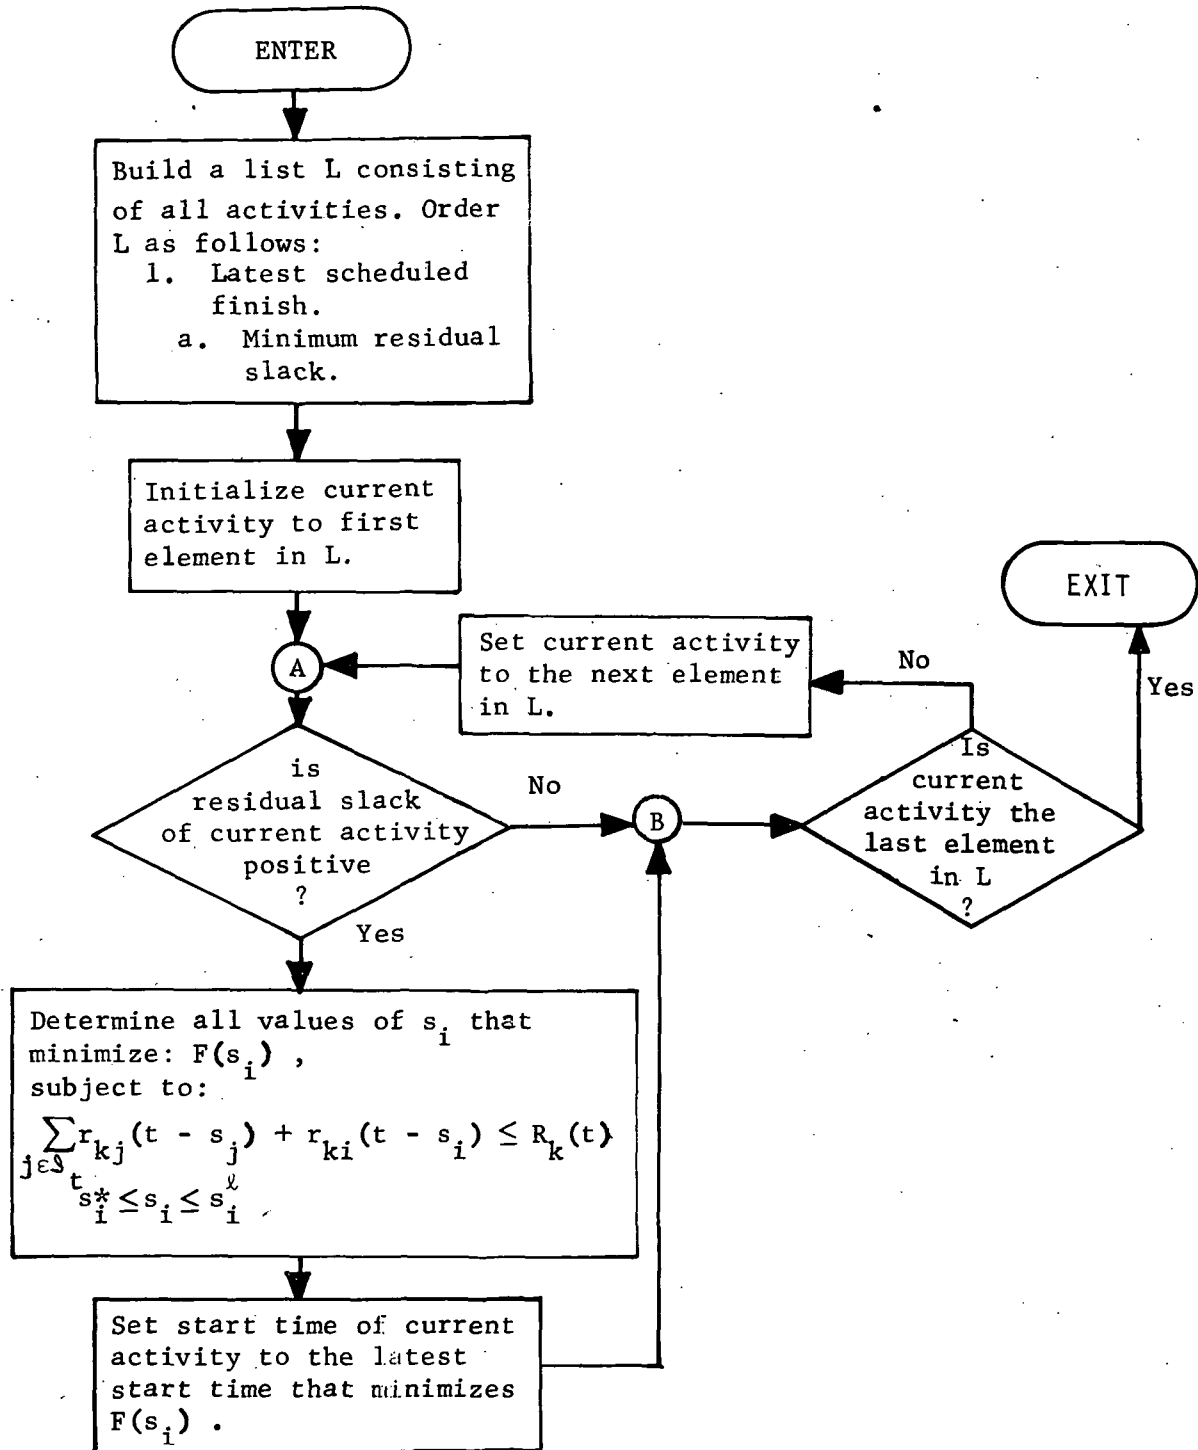 ENTER
Build a list L consisting
of all activities. Order
L as follows:
1. Latest scheduled
finish.
a. Minimum residual
slack.
Initialize current
activity to first
element in L.
EXIT
Set current activity
to the next element
in L.
No
Yes
A
is
residual slack
of current activity
positive
?
No
B
Is
current
activity the
last element
in L
?
Yes
Determine all values of s_i that
minimize: F(s_i) ,
subject to:
∑ r_kj(t - s_j) + r_ki(t - s_i) ≤ R_k(t)
jε𝒥_t
s_i^* ≤ s_i ≤ s_i^ℓ
Set start time of current
activity to the latest
start time that minimizes
F(s_i) .